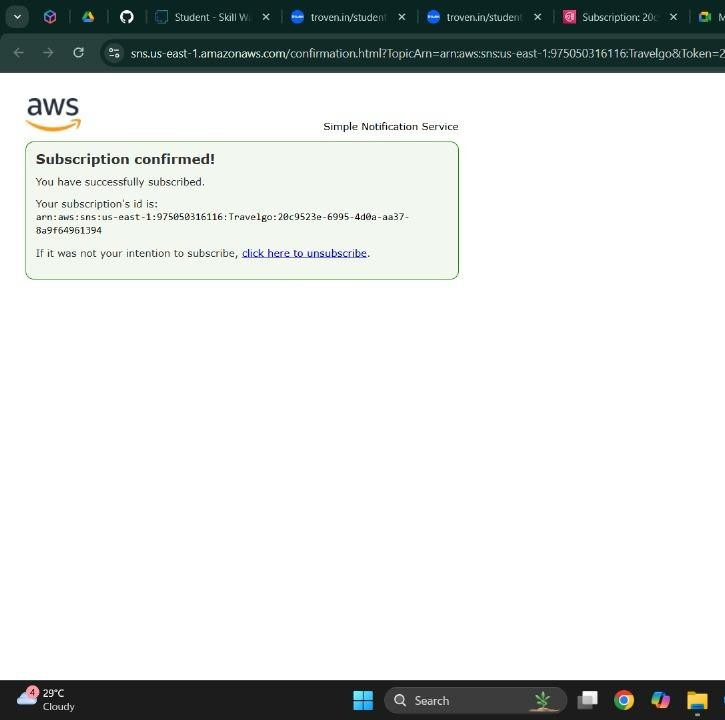 Student - Skill Wa
troven.in/student
troven.in/student
Subscription: 20c
M
sns.us-east-1.amazonaws.com/confirmation.html?TopicArn=arn:aws:sns:us-east-1:975050316116:Travelgo&Token=2
aws
Simple Notification Service
Subscription confirmed!
You have successfully subscribed.
Your subscription's id is:
arn:aws:sns:us-east-1:975050316116:Travelgo:20c9523e-6995-4d0a-aa37-
8a9f64961394
If it was not your intention to subscribe, click here to unsubscribe.
4
29°C
Cloudy
Search